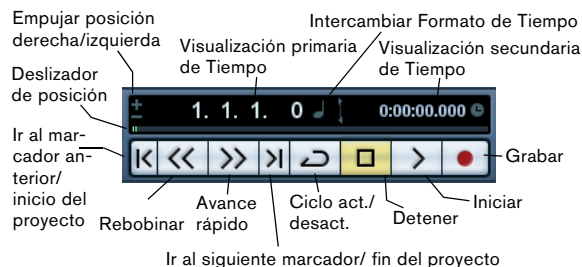 Empujar posición
derecha/izquierda
Intercambiar Formato de Tiempo
Visualización primaria
de Tiempo
Visualización secundaria
de Tiempo
Deslizador
de posición
1. 1. 1. 0
0:00:00.000
Ir al mar-
cador an-
terior/
inicio del
proyecto
Rebobinar
Avance
rápido
Ciclo act./
desact.
Detener
Iniciar
Grabar
Ir al siguiente marcador/ fin del proyecto